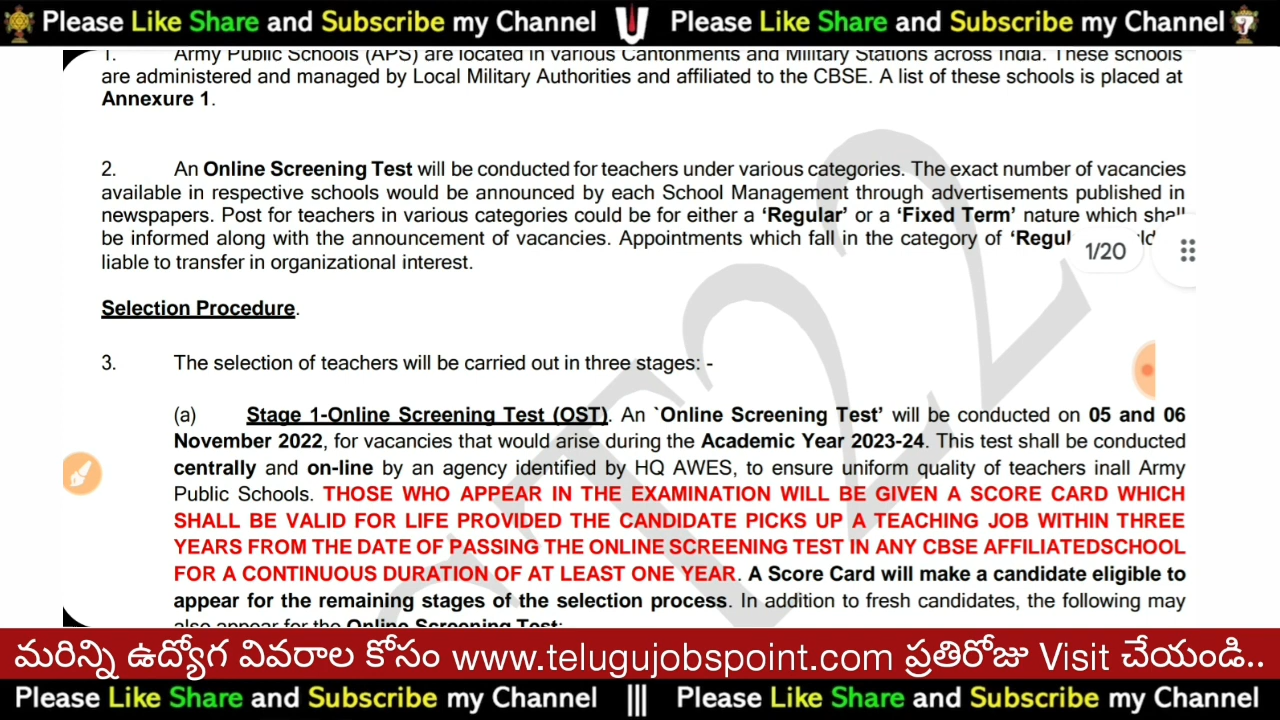 Please Like Share and Subscribe my Channel Please Like Share and Subscribe my Channel
1. Army Public Schools (APS) are located in various Cantonments and Military Stations across India. These schools
are administered and managed by Local Military Authorities and affiliated to the CBSE. A list of these schools is placed at
Annexure 1.
2. An Online Screening Test will be conducted for teachers under various categories. The exact number of vacancies
available in respective schools would be announced by each School Management through advertisements published in
newspapers. Post for teachers in various categories could be for either a ‘Regular’ or a ‘Fixed Term’ nature which shall
be informed along with the announcement of vacancies. Appointments which fall in the category of
1/20
liable to transfer in organizational interest.
Selection Procedure.
3. The selection of teachers will be carried out in three stages: -
(a) Stage 1-Online Screening Test (OST). An `Online Screening Test’ will be conducted on 05 and 06
November 2022, for vacancies that would arise during the Academic Year 2023-24. This test shall be conducted
centrally and on-line by an agency identified by HQ AWES, to ensure uniform quality of teachers inall Army
Public Schools. THOSE WHO APPEAR IN THE EXAMINATION WILL BE GIVEN A SCORE CARD WHICH
SHALL BE VALID FOR LIFE PROVIDED THE CANDIDATE PICKS UP A TEACHING JOB WITHIN THREE
YEARS FROM THE DATE OF PASSING THE ONLINE SCREENING TEST IN ANY CBSE AFFILIATEDSCHOOL
FOR A CONTINUOUS DURATION OF AT LEAST ONE YEAR. A Score Card will make a candidate eligible to
appear for the remaining stages of the selection process. In addition to fresh candidates, the following may
also appear for the Online Screening Test:
మరిన్ని ఉద్యోగ వివరాల కోసం www.telugujobspoint.com ప్రతిరోజు Visit చేయండి..
Please Like Share and Subscribe my Channel ||| Please Like Share and Subscribe my Channel